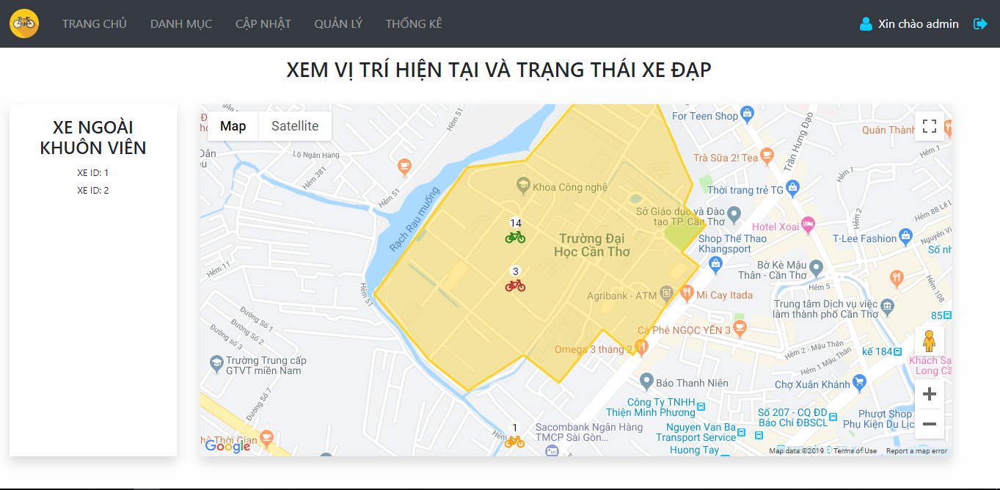 TRANG CHỦ
DANH MỤC
CẬP NHẬT
QUẢN LÝ
THỐNG KÊ
Xin chào admin
XEM VỊ TRÍ HIỆN TẠI VÀ TRẠNG THÁI XE ĐẠP
XE NGOÀI
KHUÔN VIÊN
XE ID: 1
XE ID: 2
Map
Satellite
Hẻm 51
For Teen Shop
Trần Hưng Đạo
Quán Thành
Dân
Lộ Ngân Hàng
Hẻm 381
Hẻm 51
Trà Sữa 2! Tea
Hẻm 1
Hẻm 7
Khoa Công nghệ
Thời trang trẻ TG
Rạch Rau muống
Sở Giáo dục và Đào
tạo TP. Cần Thơ
Hẻm 2
Hẻm 88 Lê L
14
Hotel Xoai
Trường Đại
Học Cần Thơ
Shop Thể Thao
Khangsport
T-Lee Fashion
Nguyễn Vi
Số nh
Hẻm 11
3
Bờ Kè Mậu
Thân - Cần Thơ
Hẻm 51
Hẻm 5
Hẻm 108
Agribank - ATM
Mì Cay Itada
Trung tâm Dịch vụ việc
làm thành phố Cần Thơ
85
Đường Số 1
Đường Số 2
Đường số 3
Cà Phê NGỌC YẾN 3
Omega 3 tháng 2
Hẻm 2 - Mậu Thân
kế 184
Trường Trung cấp
GTVT miền Nam
Hẻm 1 Mậu Thân
Khách Sạ
Long Cầ
Báo Thanh Niên
Chợ Xuân Khánh
Đường Số 7
Công Ty TNHH
Thiện Minh Phương
Số 207 - CQ ĐD
Báo Chí ĐBSCL
Phượt Shop
Phụ Kiện Du Lịc
1
Sacombank Ngân Hàng
TMCP Sài Gòn...
Nguyen Van Ba
Transport Service
Huong Tay
Thời Gian
Google
Map data ©2019
Terms of Use
Report a map error